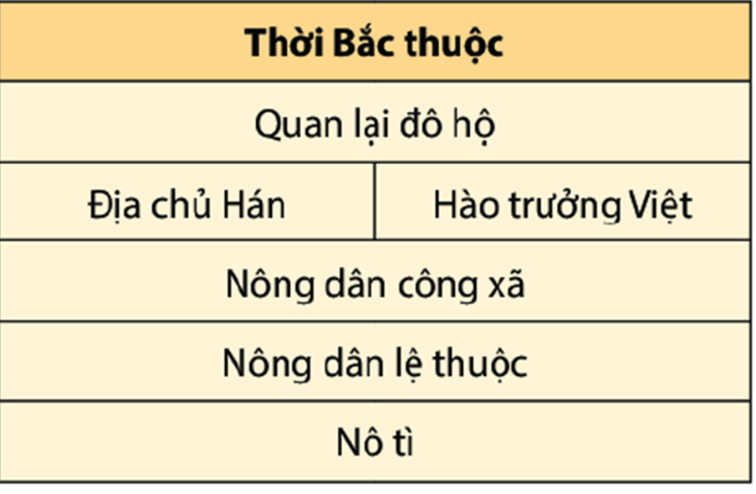 Thời Bắc thuộc
Quan lại đô hộ
Địa chủ Hán
Hào trưởng Việt
Nông dân công xã
Nông dân lệ thuộc
Nô tì